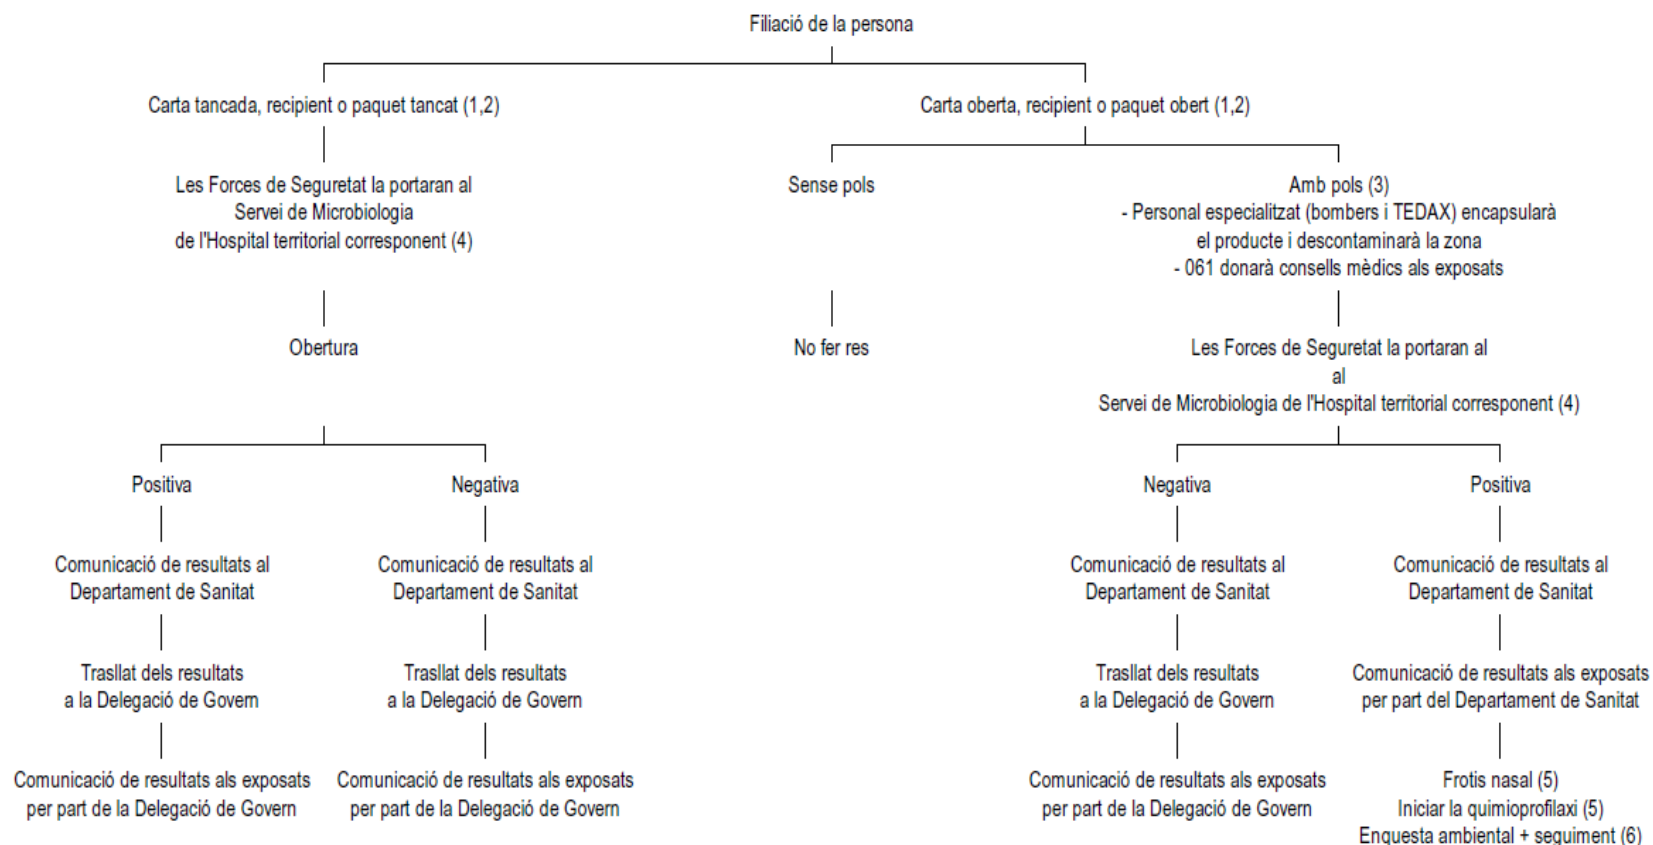 Filiació de la persona
Carta tancada, recipient o paquet tancat (1,2)
Carta oberta, recipient o paquet obert (1,2)
Les Forces de Seguretat la portaran al
Servei de Microbiologia
de l'Hospital territorial corresponent (4)
Sense pols
Amb pols (3)
- Personal especialitzat (bombers i TEDAX) encapsularà
el producte i descontaminarà la zona
- 061 donarà consells mèdics als exposats
Obertura
No fer res
Les Forces de Seguretat la portaran al
al
Servei de Microbiologia de l'Hospital territorial corresponent (4)
Positiva
Negativa
Negativa
Positiva
Comunicació de resultats al
Departament de Sanitat
Comunicació de resultats al
Departament de Sanitat
Comunicació de resultats al
Departament de Sanitat
Comunicació de resultats al
Departament de Sanitat
Trasllat dels resultats
a la Delegació de Govern
Trasllat dels resultats
a la Delegació de Govern
Trasllat dels resultats
a la Delegació de Govern
Comunicació de resultats als exposats
per part del Departament de Sanitat
Comunicació de resultats als exposats
per part de la Delegació de Govern
Comunicació de resultats als exposats
per part de la Delegació de Govern
Comunicació de resultats als exposats
per part de la Delegació de Govern
Frotis nasal (5)
Iniciar la quimioprofilaxi (5)
Enquesta ambiental + seguiment (6)